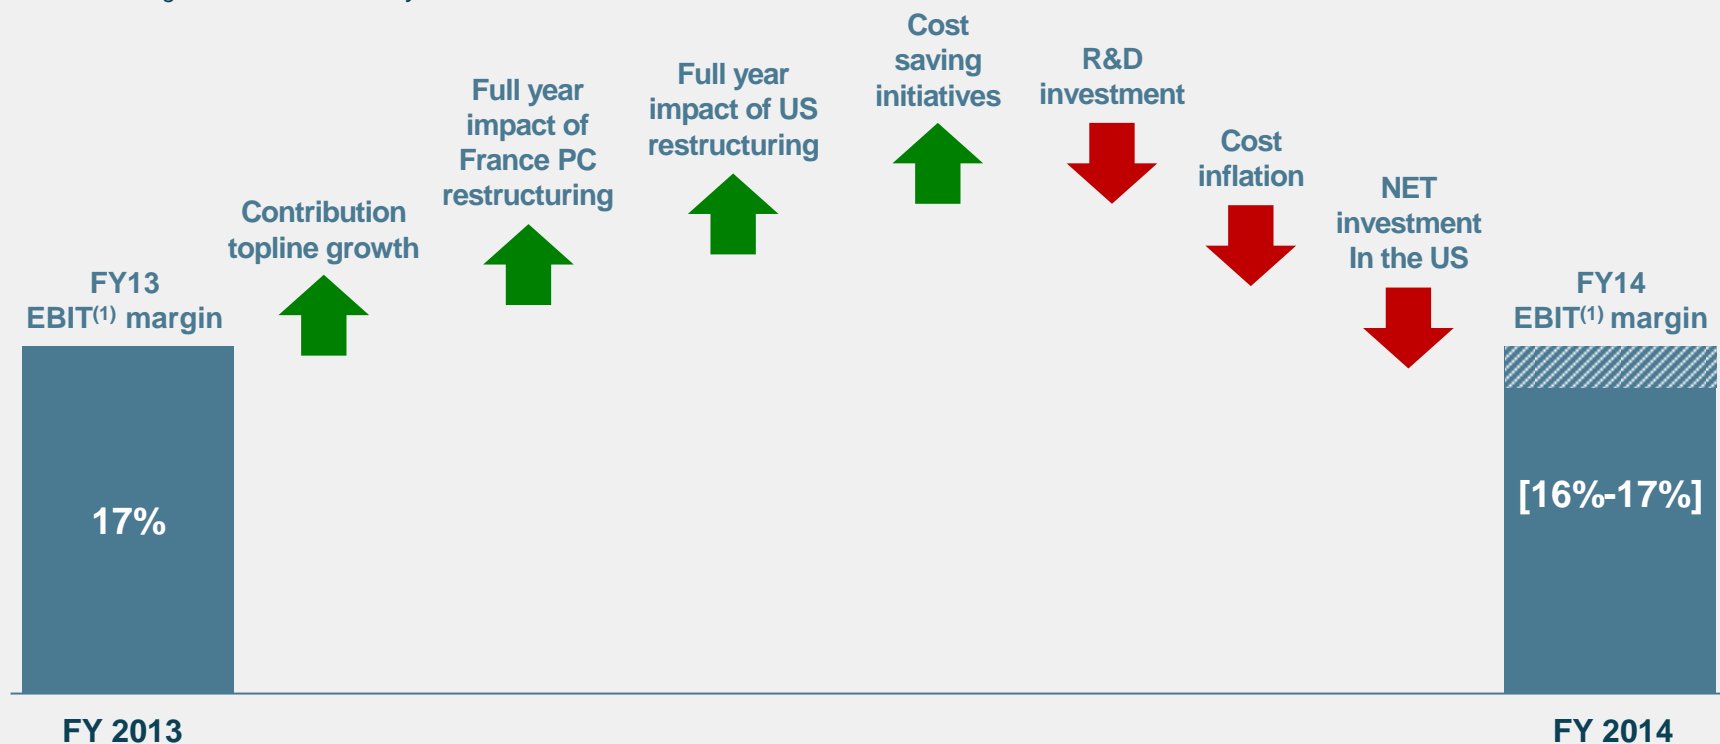 Cost
saving
initiatives
R&D
investment
Full year
impact of US
restructuring
Full year
impact of
France PC
restructuring
Cost
inflation
NET
investment
In the US
Contribution
topline growth
FY13
EBIT(1) margin
FY14
EBIT(1) margin
17%
[16%-17%]
FY 2013
FY 2014